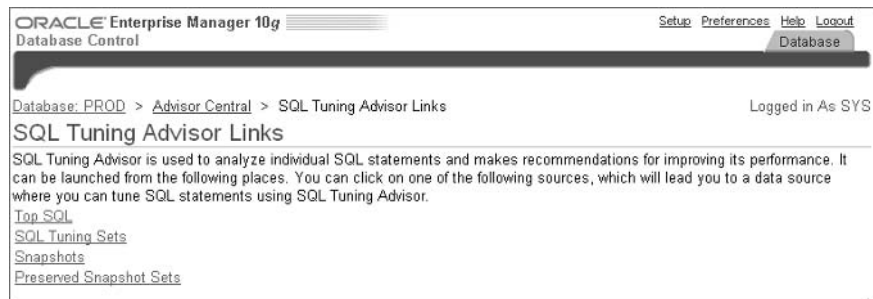 ORACLE Enterprise Manager 10g
Database Control
Setup Preferences Help Logout
Database
Database: PROD > Advisor Central > SQL Tuning Advisor Links
Logged in As SYS
SQL Tuning Advisor Links
SQL Tuning Advisor is used to analyze individual SQL statements and makes recommendations for improving its performance. It
can be launched from the following places. You can click on one of the following sources, which will lead you to a data source
where you can tune SQL statements using SQL Tuning Advisor.
Top SQL
SQL Tuning Sets
Snapshots
Preserved Snapshot Sets